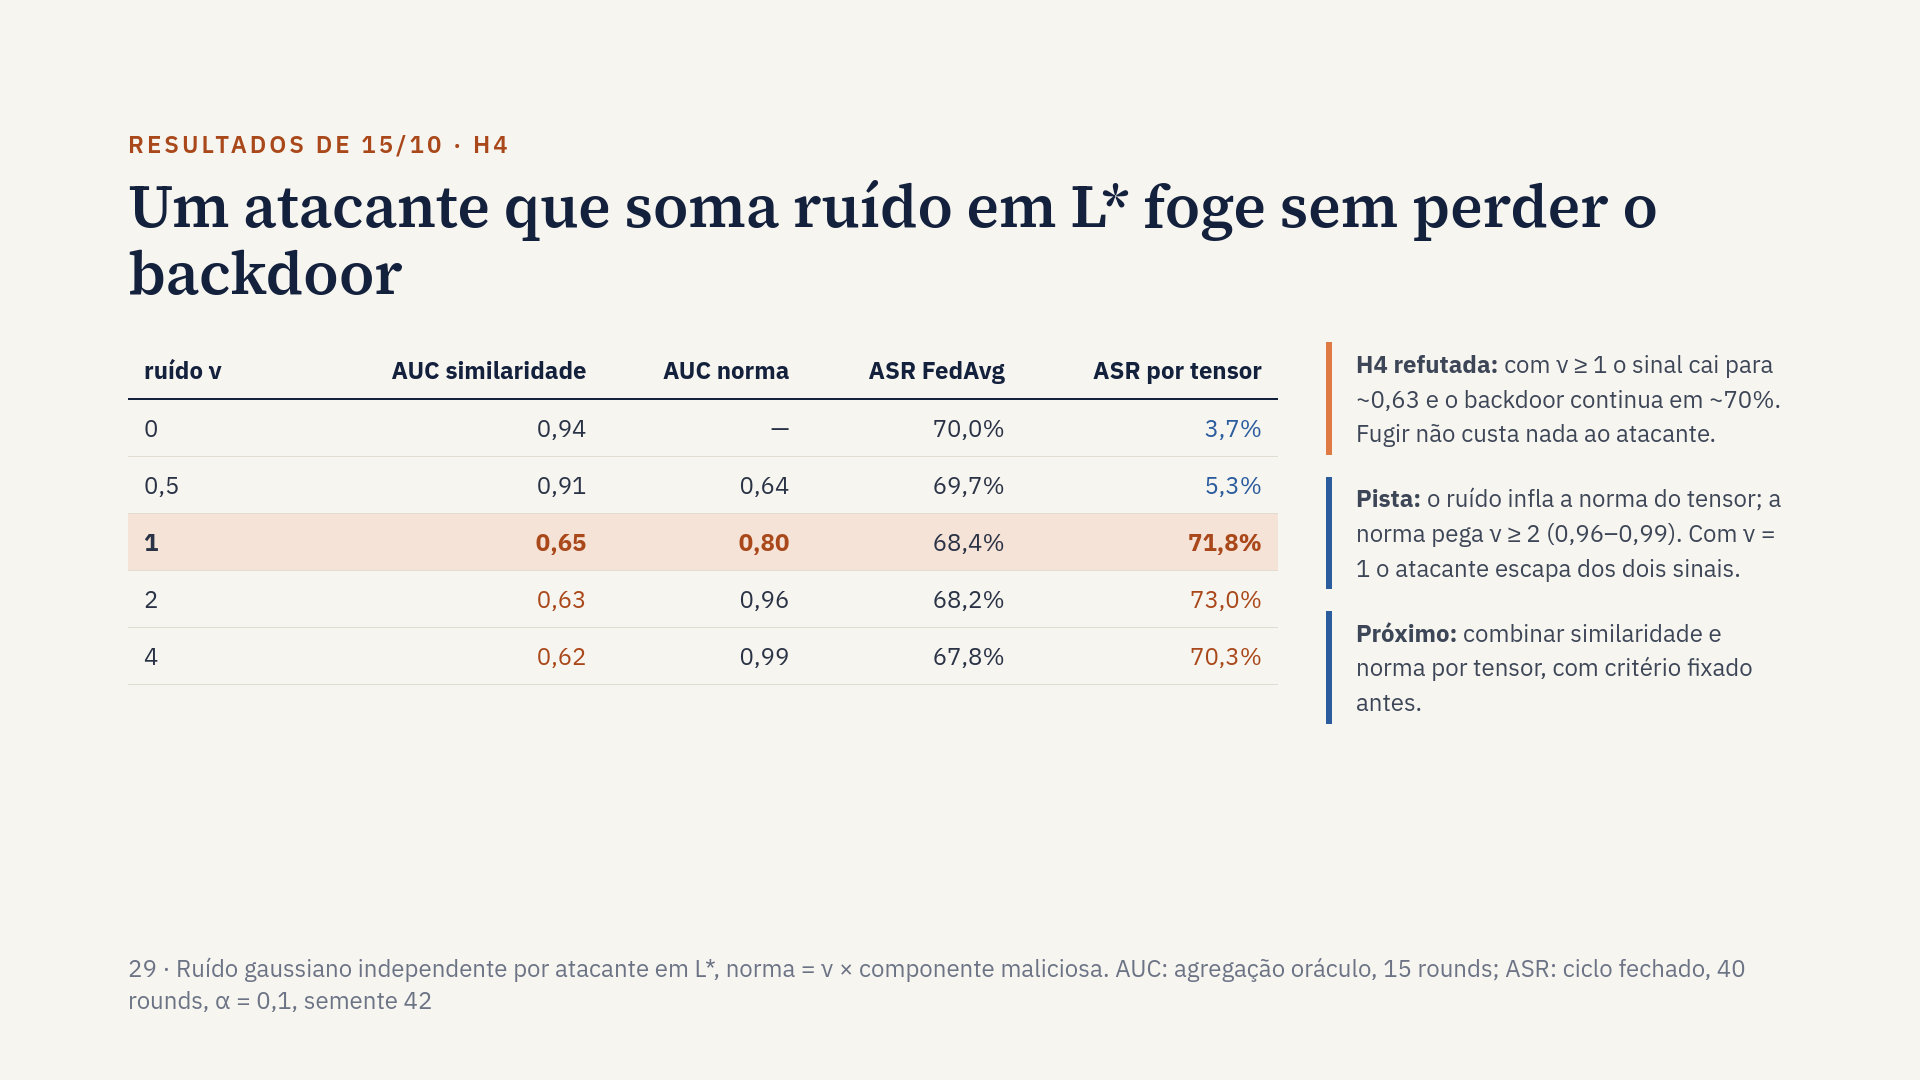 RESULTADOS DE 15/10 · H4
Um atacante que soma ruído em L* foge sem perder o
backdoor
ruído ν AUC similaridade AUC norma ASR FedAvg ASR por tensor
0 0,94 — 70,0% 3,7%
0,5 0,91 0,64 69,7% 5,3%
1 0,65 0,80 68,4% 71,8%
2 0,63 0,96 68,2% 73,0%
4 0,62 0,99 67,8% 70,3%
H4 refutada: com ν ≥ 1 o sinal cai para
~0,63 e o backdoor continua em ~70%.
Fugir não custa nada ao atacante.
Pista: o ruído infla a norma do tensor; a
norma pega ν ≥ 2 (0,96–0,99). Com ν =
1 o atacante escapa dos dois sinais.
Próximo: combinar similaridade e
norma por tensor, com critério fixado
antes.
29 · Ruído gaussiano independente por atacante em L*, norma = ν × componente maliciosa. AUC: agregação oráculo, 15 rounds; ASR: ciclo fechado, 40
rounds, α = 0,1, semente 42